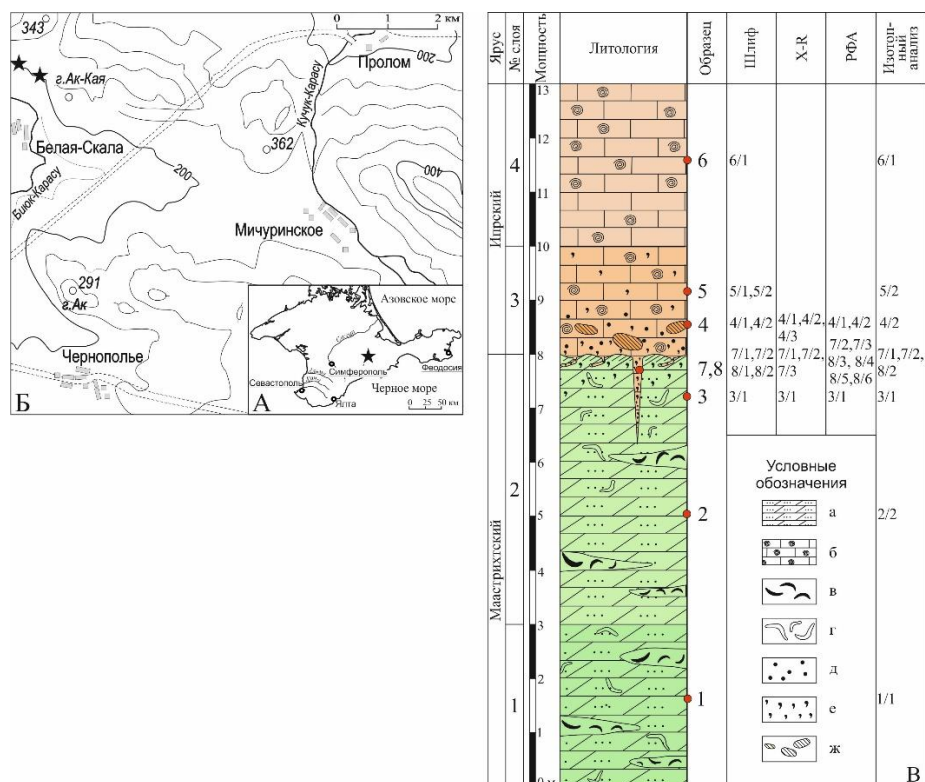 343
г.Ак-Кая
Белая-Скала
Биюк-Карасу
200
Кучук-Карасу
362
0 1 2 км
Пролом
200
400
Мичуринское
291
г.Ак
Чернополье
Азовское море
Симферополь
Феодосия
Севастополь
Черное море
Ялта
0 25 50 км
А
Б
Ярус
№ слоя
Мощность
Литология
Образец
Шлиф
X-R
РФА
Изотоп-
ный
анализ
Ипрский
Маастрихтский
4
3
2
1
13
12
11
10
9
8
7
6
5
4
3
2
1
0 м
6 6/1 6/1
5 5/1,5/2 5/2
4 4/1,4/2 4/1,4/2, 4/1,4/2 4/2
4/3
7/2,7/3
7,8 7/1,7/2 7/1,7/2, 8/3, 8/4 7/1,7/2,
8/1,8/2 7/3 8/5,8/6 8/2
3 3/1 3/1 3/1 3/1
2 2/2
1 1/1
Условные
обозначения
а
б
в
г
д
е
ж
В